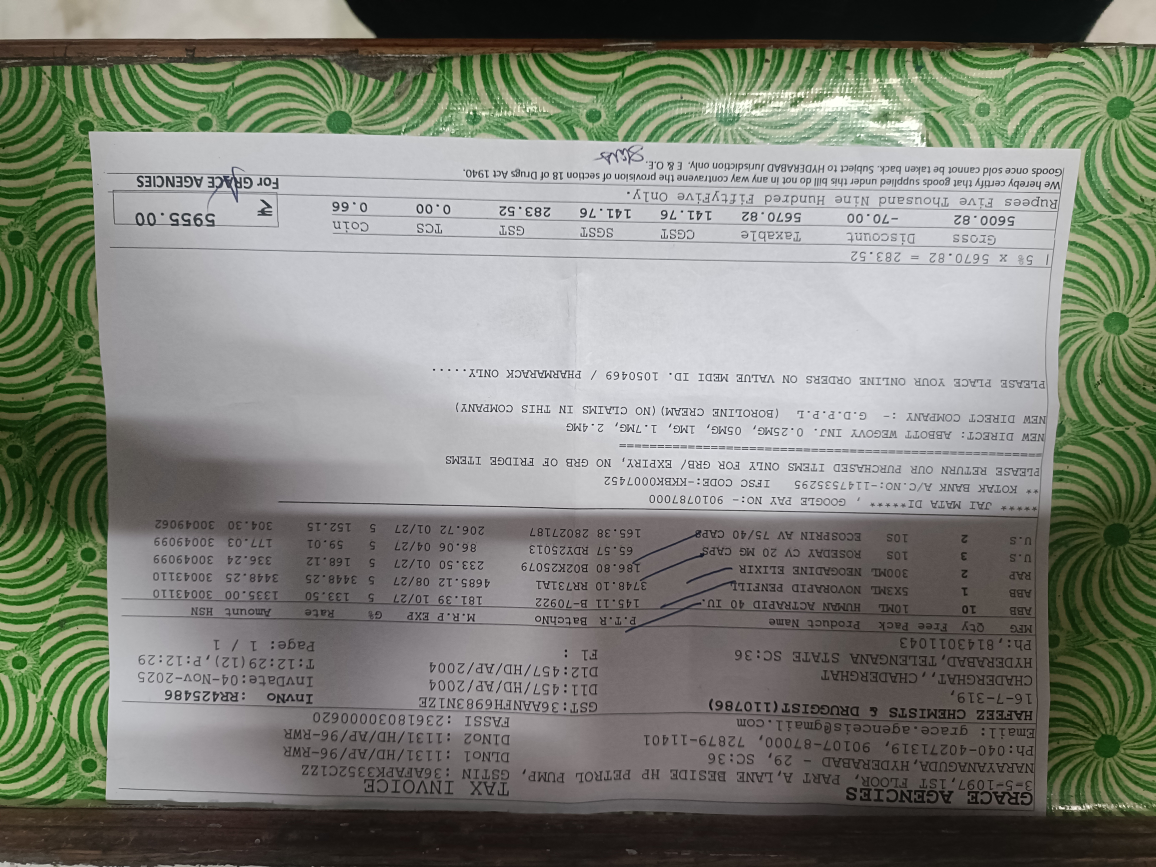 GRACE AGENCIES TAX INVOICE
3-5-1097,1ST FLOOR, PART A,LANE BESIDE HP PETROL PUMP, GSTIN :36AFAPK3352C1ZZ
NARAYANAGUDA,HYDERABAD - 29, SC:36 DLNO1 :1131/HD/AP/96-RWR
Ph:040-40271319, 90107-87000, 72879-11401 DLNO2 :1131/HD/AP/96-RWR
Email: grace.agencies@gmail.com FASSI :23618030000620
HAFEEZ CHEMISTS & DRUGGIST(110786) GST:36AANFH6983N1ZE InvNo :RR425486
16-7-319, D11:457/HD/AP/2004 InvDate:04-Nov-2025
CHADERGHAT,,CHADERGHAT D12:457/HD/AP/2004 T:12:29(12),P:12:29
HYDERABAD, TELENGANA STATE SC:36 F1 : Page: 1 / 1
Ph:,8143011043
MFG Qty Free Pack Product Name P.T.R BatchNo M.R.P EXP G% Rate Amount HSN
ABB 10 10ML HUMAN ACTRAPID 40 IU. 145.11 B-70922 181.39 10/27 5 133.50 1335.00 30043110
ABB 1 5X3ML NOVORAPID PENFILL 3748.10 RR731A1 4685.12 08/27 5 3448.25 3448.25 30043110
RAP 2 300ML NEOGADINE ELIXIR 186.80 BO2X25079 233.50 01/27 5 168.12 336.24 30049099
U.S 3 10S ROSEDAY CV 20 MG CAPS 65.57 RDY25013 86.06 04/27 5 59.01 177.03 30049099
U.S 2 10S ECOSPRIN AV 75/40 CAPS 165.38 28027187 206.72 01/27 5 152.15 304.30 30049062
***** JAI MATA DI***** , GOOGLE PAY NO:- 9010787000
** KOTAK BANK A/C.NO:-1147535295 IFSC CODE:-KKBK0007452
PLEASE RETURN OUR PURCHASED ITEMS ONLY FOR GRB/ EXPIRY, NO GRB OF FRIDGE ITEMS
NEW DIRECT: ABBOTT WEGOVY INJ. 0.25MG, 05MG, 1MG, 1.7MG, 2.4MG
NEW DIRECT COMPANY :- G.D.P.L (BOROLINE CREAM)(NO CLAIMS IN THIS COMPANY)
PLEASE PLACE YOUR ONLINE ORDERS ON VALUE MEDI ID. 1050469 / PHARMARACK ONLY.....
| 5% x 5670.82 = 283.52
Gross Discount Taxable CGST SGST GST TCS Coin
5600.82 -70.00 5670.82 141.76 141.76 283.52 0.00 0.66 ₹ 5955.00
Rupees Five Thousand Nine Hundred FiftyFive Only.
We hereby certify that goods supplied under this bill do not in any way contravene the provision of section 18 of Drugs Act 1940. For GRACE AGENCIES
Goods once sold cannot be taken back. Subject to HYDERABAD Jurisdiction only. E & O.E.